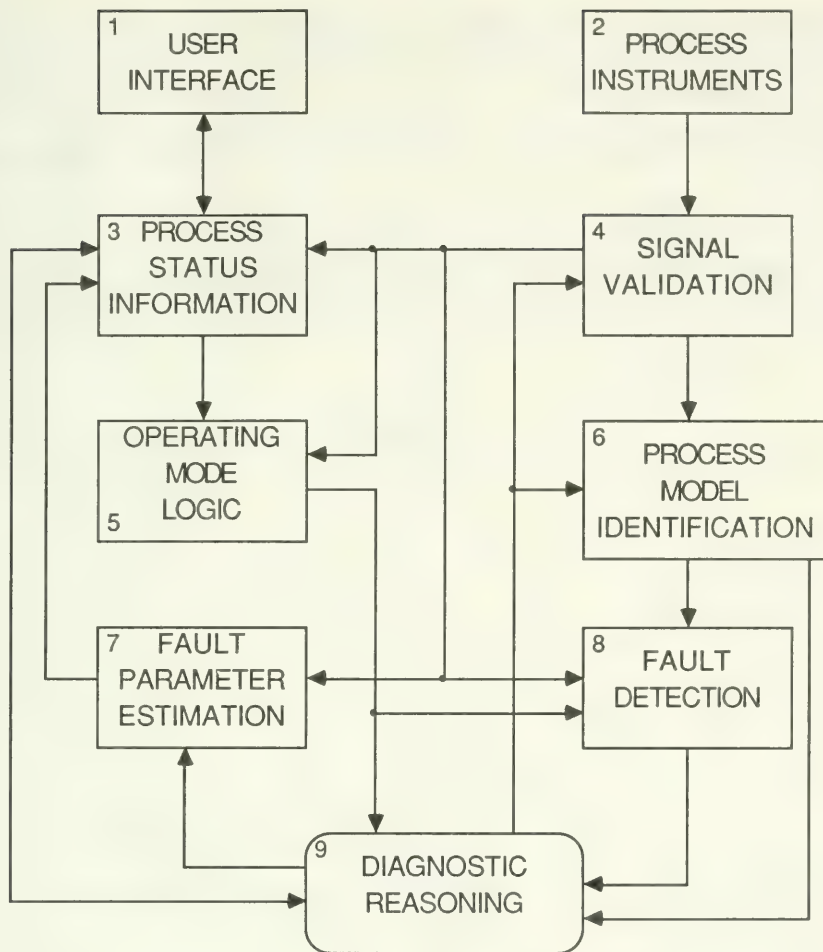 1
USER
INTERFACE
2
PROCESS
INSTRUMENTS
3
PROCESS
STATUS
INFORMATION
4
SIGNAL
VALIDATION
OPERATING
MODE
LOGIC
5
6
PROCESS
MODEL
IDENTIFICATION
7
FAULT
PARAMETER
ESTIMATION
8
FAULT
DETECTION
9
DIAGNOSTIC
REASONING